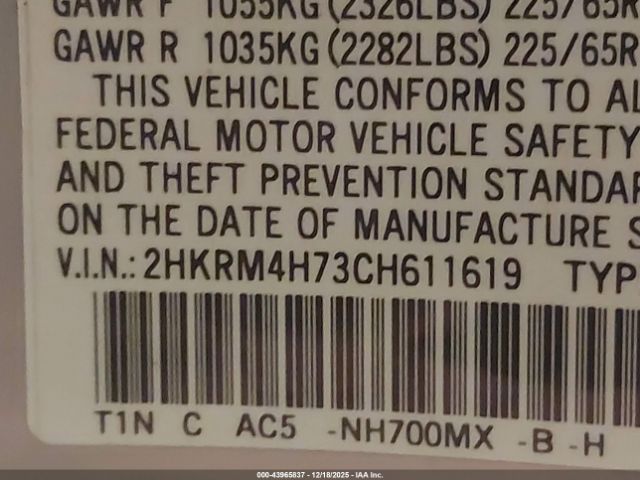 GAWR F 1055KG (2326LBS) 225/65R
GAWR R 1035KG (2282LBS) 225/65R
THIS VEHICLE CONFORMS TO AL
FEDERAL MOTOR VEHICLE SAFETY
AND THEFT PREVENTION STANDAR
ON THE DATE OF MANUFACTURE S
V.I.N.: 2HKRM4H73CH611619 TYP
T1N C AC5 -NH700MX -B -H
000-43965837 - 12/18/2025 - IAA Inc.